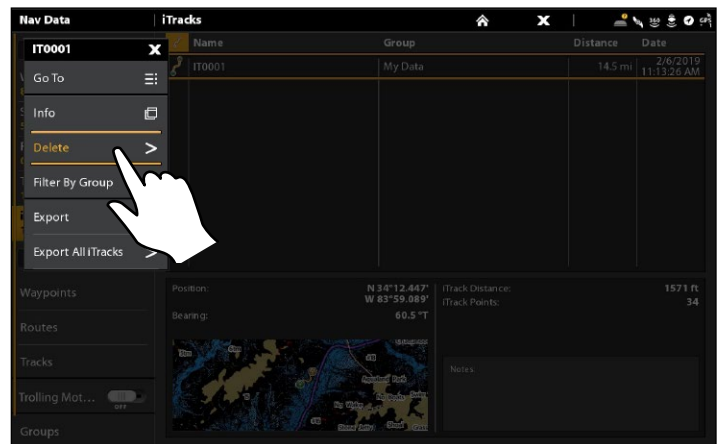 Nav Data
iTracks
360
GPS
IT0001
X
Name
Group
Distance
Date
Go To
IT0001
My Data
14.5 mi
2/6/2019
11:13:26 AM
Info
Delete
Filter By Group
Export
Export All iTracks
Waypoints
Routes
Tracks
Trolling Mot...
OFF
Groups
Position:
N 34°12.447'
W 83°59.089'
Bearing:
60.5 °T
iTrack Distance:
1571 ft
iTrack Points:
34
Notes: